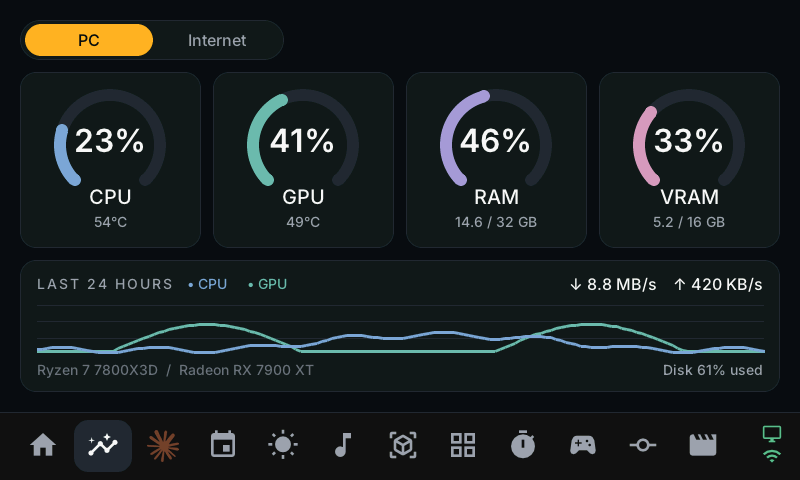 PC
Internet
23%
CPU
54°C
41%
GPU
49°C
46%
RAM
14.6 / 32 GB
33%
VRAM
5.2 / 16 GB
LAST 24 HOURS • CPU • GPU ↓ 8.8 MB/s ↑ 420 KB/s
Ryzen 7 7800X3D / Radeon RX 7900 XT Disk 61% used